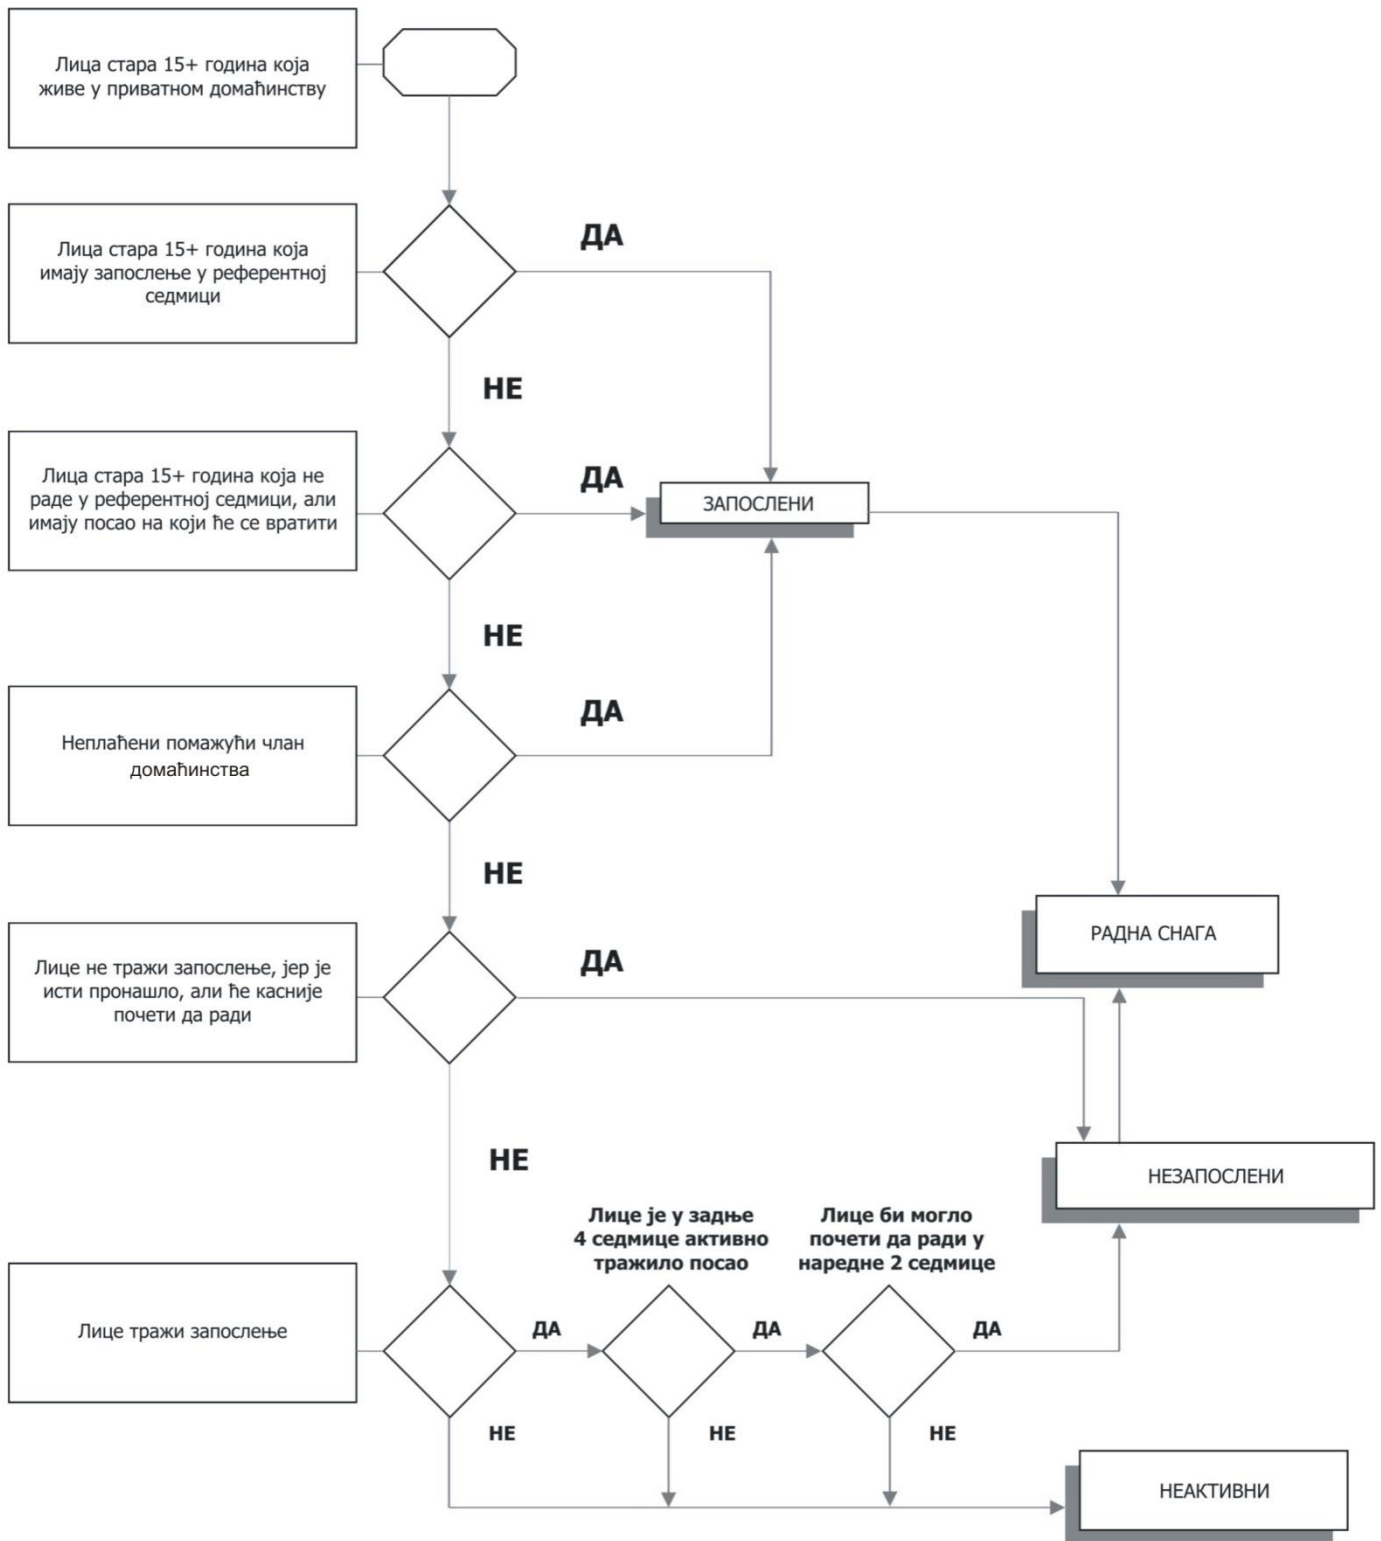 Лица стара 15+ година која
живе у приватном домаћинству
Лица стара 15+ година која
имају запослење у референтној
седмици
ДА
НЕ
Лица стара 15+ година која не
раде у референтној седмици, али
имају посао на који ће се вратити
ДА
ЗАПОСЛЕНИ
НЕ
Неплаћени помажући члан
домаћинства
ДА
НЕ
РАДНА СНАГА
Лице не тражи запослење, јер је
исти пронашло, али ће касније
почети да ради
ДА
НЕ
НЕЗАПОСЛЕНИ
Лице је у задње
4 седмице активно
тражило посао
Лице би могло
почети да ради у
наредне 2 седмице
Лице тражи запослење
ДА
ДА
ДА
НЕ
НЕ
НЕ
НЕАКТИВНИ